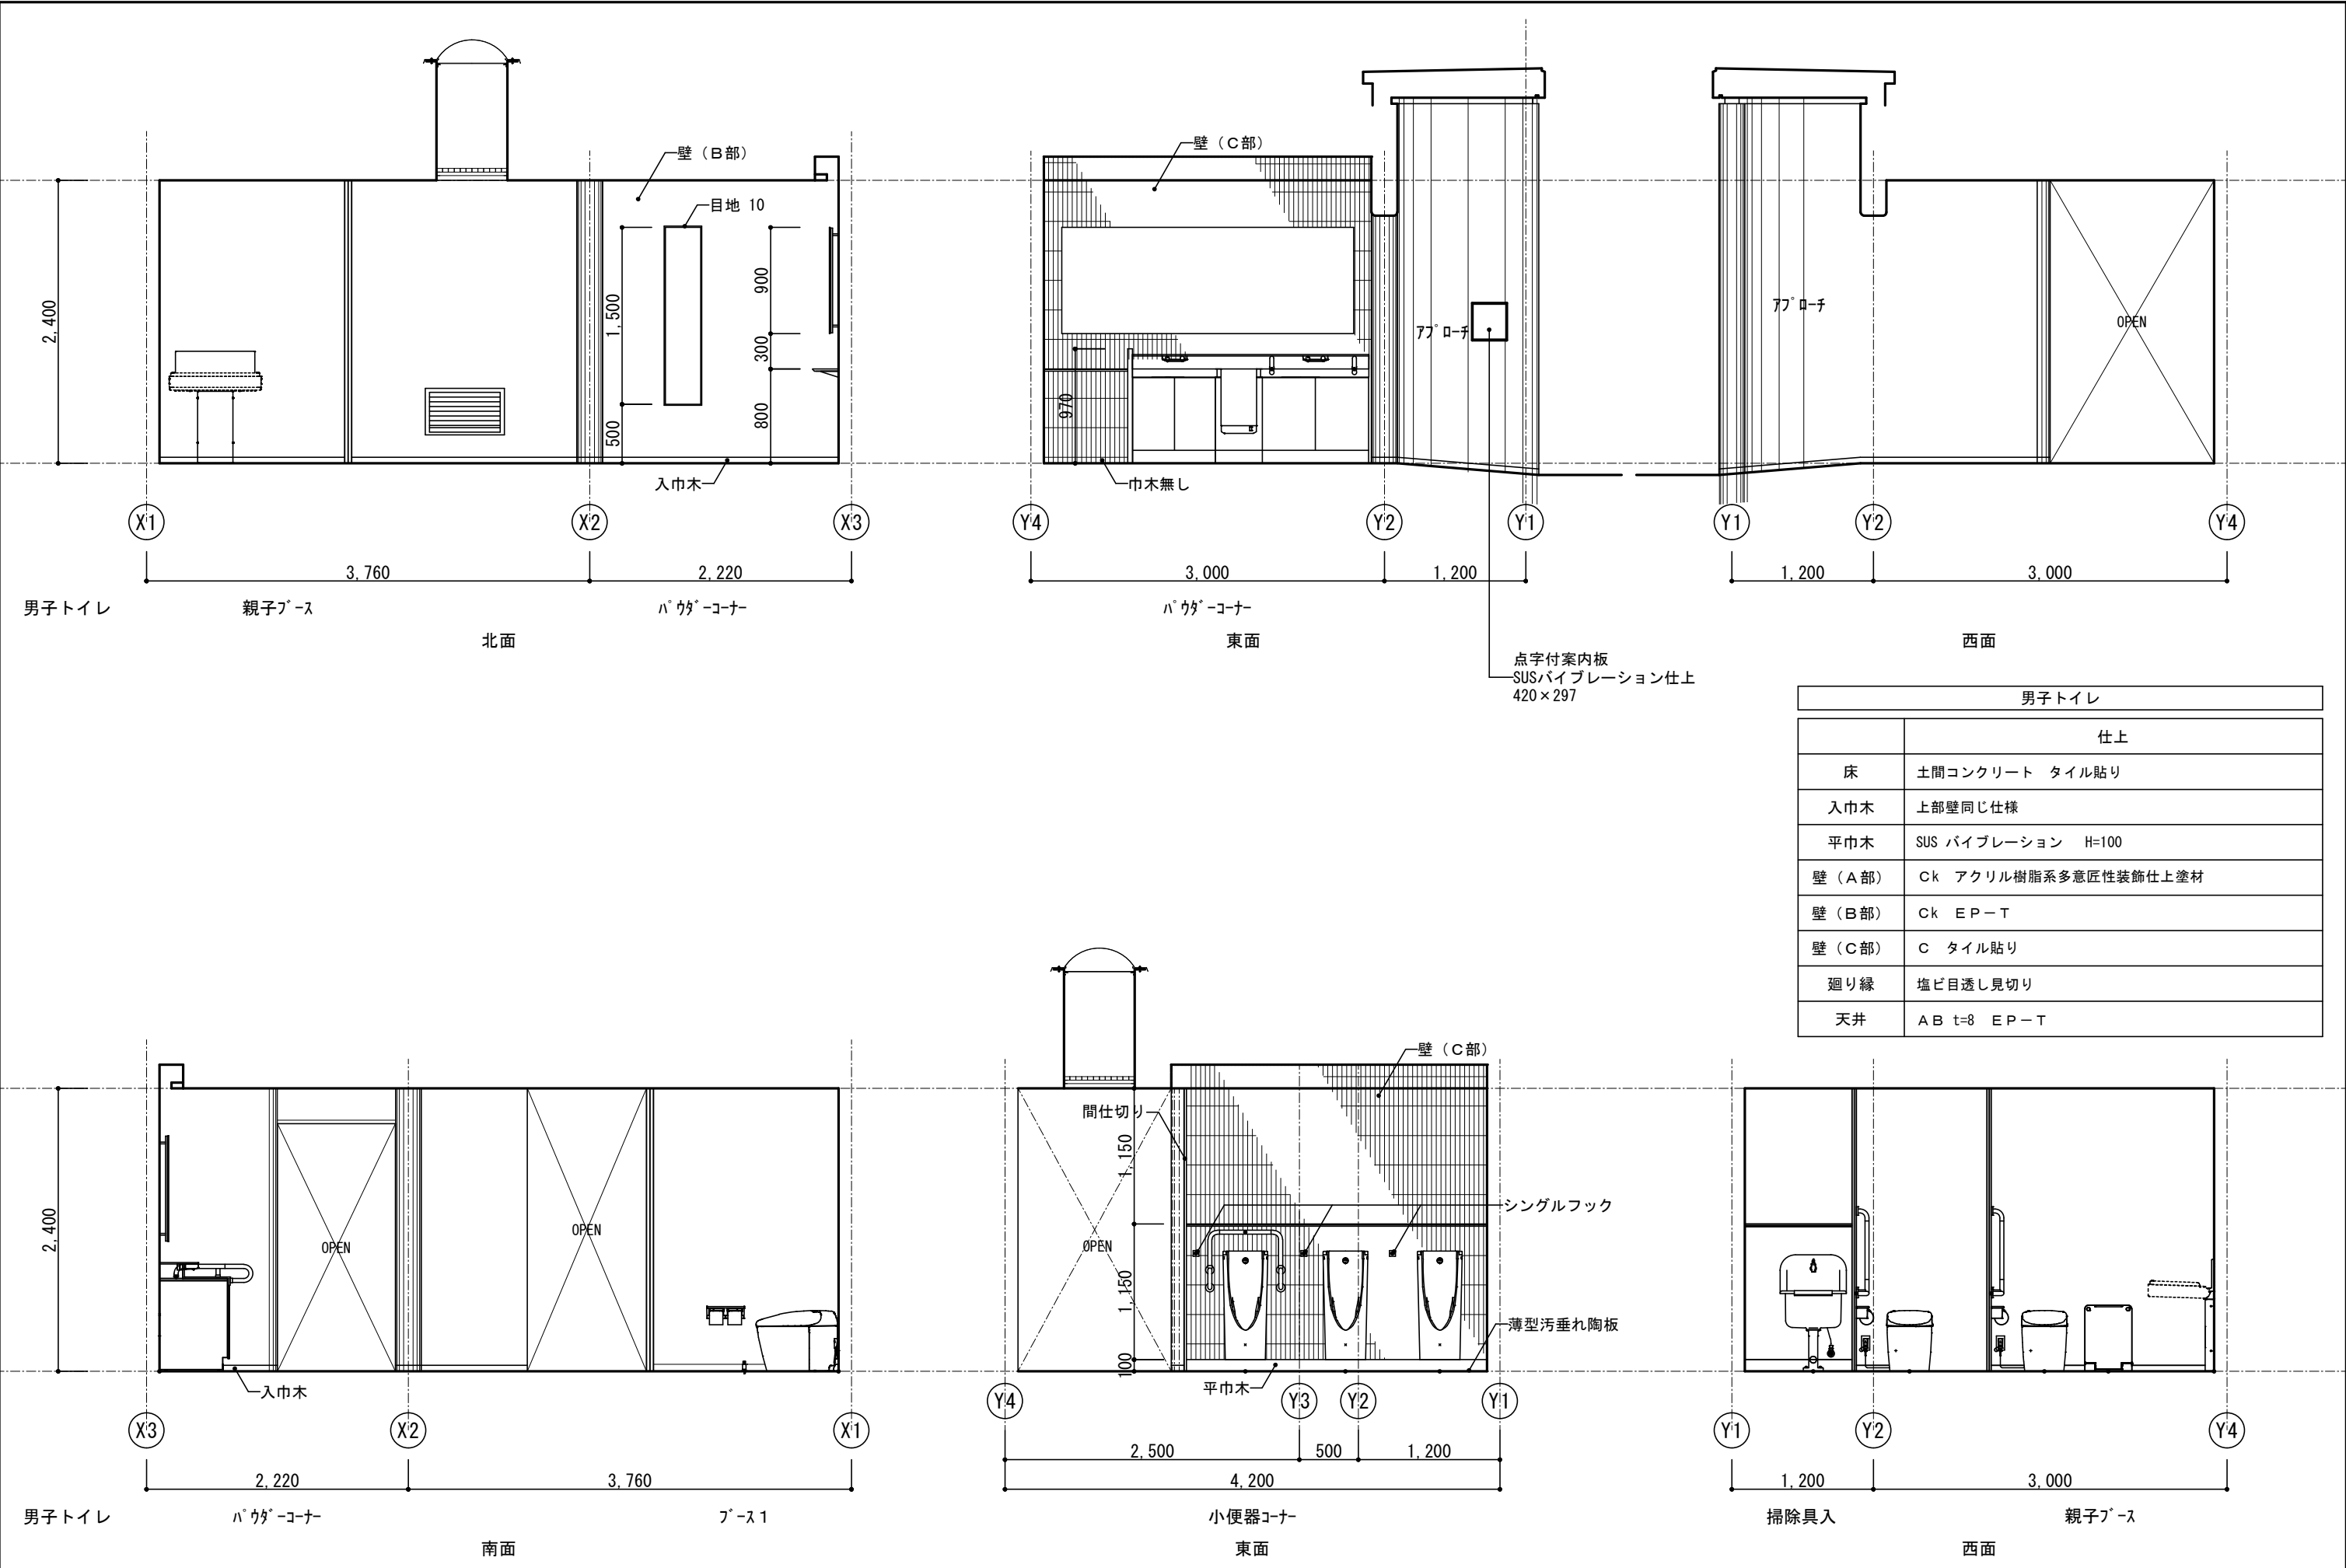 壁（Ｂ部）
目地 10
2,400
1,500
500
900
300
800
入巾木
X1
X2
X3
3,760
2,220
男子トイレ
親子ﾌﾞｰｽ
ﾊﾟｳﾀﾞｰｺｰﾅｰ
北面
壁（Ｃ部）
ｱﾌﾟﾛｰﾁ
970
巾木無し
Y4
Y2
Y1
3,000
1,200
ﾊﾟｳﾀﾞｰｺｰﾅｰ
東面
点字付案内板
SUSバイブレーション仕上
420×297
ｱﾌﾟﾛｰﾁ
OPEN
Y1
Y2
Y4
1,200
3,000
西面
男子トイレ
仕上
床 土間コンクリート　タイル貼り
入巾木 上部壁同じ仕様
平巾木 SUS バイブレーション　H=100
壁（Ａ部） Ｃk　アクリル樹脂系多意匠性装飾仕上塗材
壁（Ｂ部） Ｃk　ＥＰ－Ｔ
壁（Ｃ部） Ｃ　タイル貼り
廻り縁 塩ビ目透し見切り
天井 ＡＢ t=8　ＥＰ－Ｔ
2,400
OPEN
OPEN
入巾木
X3
X2
X1
2,220
3,760
男子トイレ
ﾊﾟｳﾀﾞｰｺｰﾅｰ
ﾌﾞｰｽ1
南面
壁（Ｃ部）
間仕切り
1,150
シングルフック
OPEN
1,150
薄型汚垂れ陶板
100
平巾木
Y4
Y3
Y2
Y1
2,500
500
1,200
4,200
小便器ｺｰﾅｰ
東面
Y1
Y2
Y4
1,200
3,000
掃除具入
親子ﾌﾞｰｽ
西面